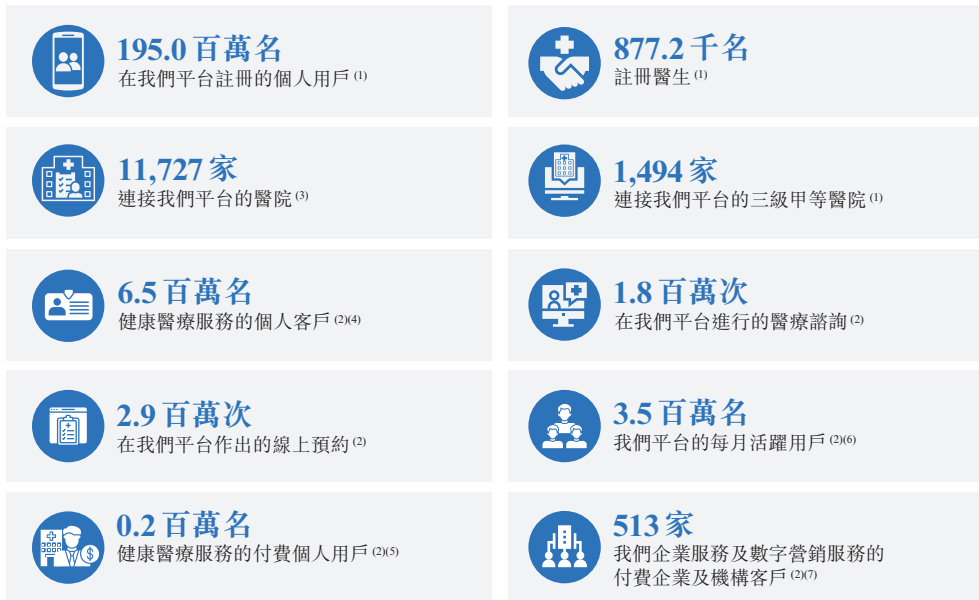 195.0 百萬名
在我們平台註冊的個人用戶 (1)
877.2 千名
註冊醫生 (1)
11,727 家
連接我們平台的醫院 (3)
1,494 家
連接我們平台的三級甲等醫院 (1)
6.5 百萬名
健康醫療服務的個人客戶 (2)(4)
1.8 百萬次
在我們平台進行的醫療諮詢 (2)
2.9 百萬次
在我們平台作出的線上預約 (2)
3.5 百萬名
我們平台的每月活躍用戶 (2)(6)
0.2 百萬名
健康醫療服務的付費個人用戶 (2)(5)
$
513 家
我們企業服務及數字營銷服務的
付費企業及機構客戶 (2)(7)